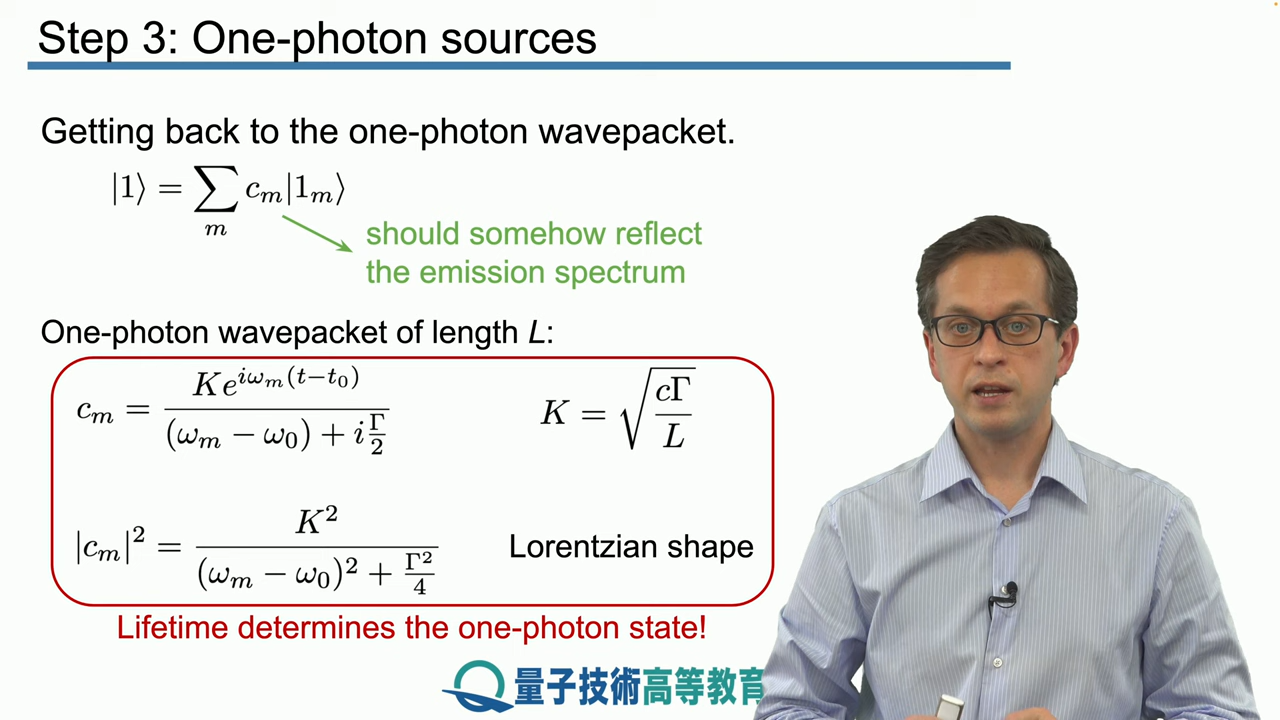 Step 3: One-photon sources
Getting back to the one-photon wavepacket.
|1⟩ = ∑_m c_m|1_m⟩
should somehow reflect
the emission spectrum
One-photon wavepacket of length L:
c_m = Ke^{iω_m(t−t_0)} / ((ω_m − ω_0) + i Γ/2)
K = √(cΓ/L)
|c_m|² = K² / ((ω_m − ω_0)² + Γ²/4)
Lorentzian shape
Lifetime determines the one-photon state!
量子技術高等教育